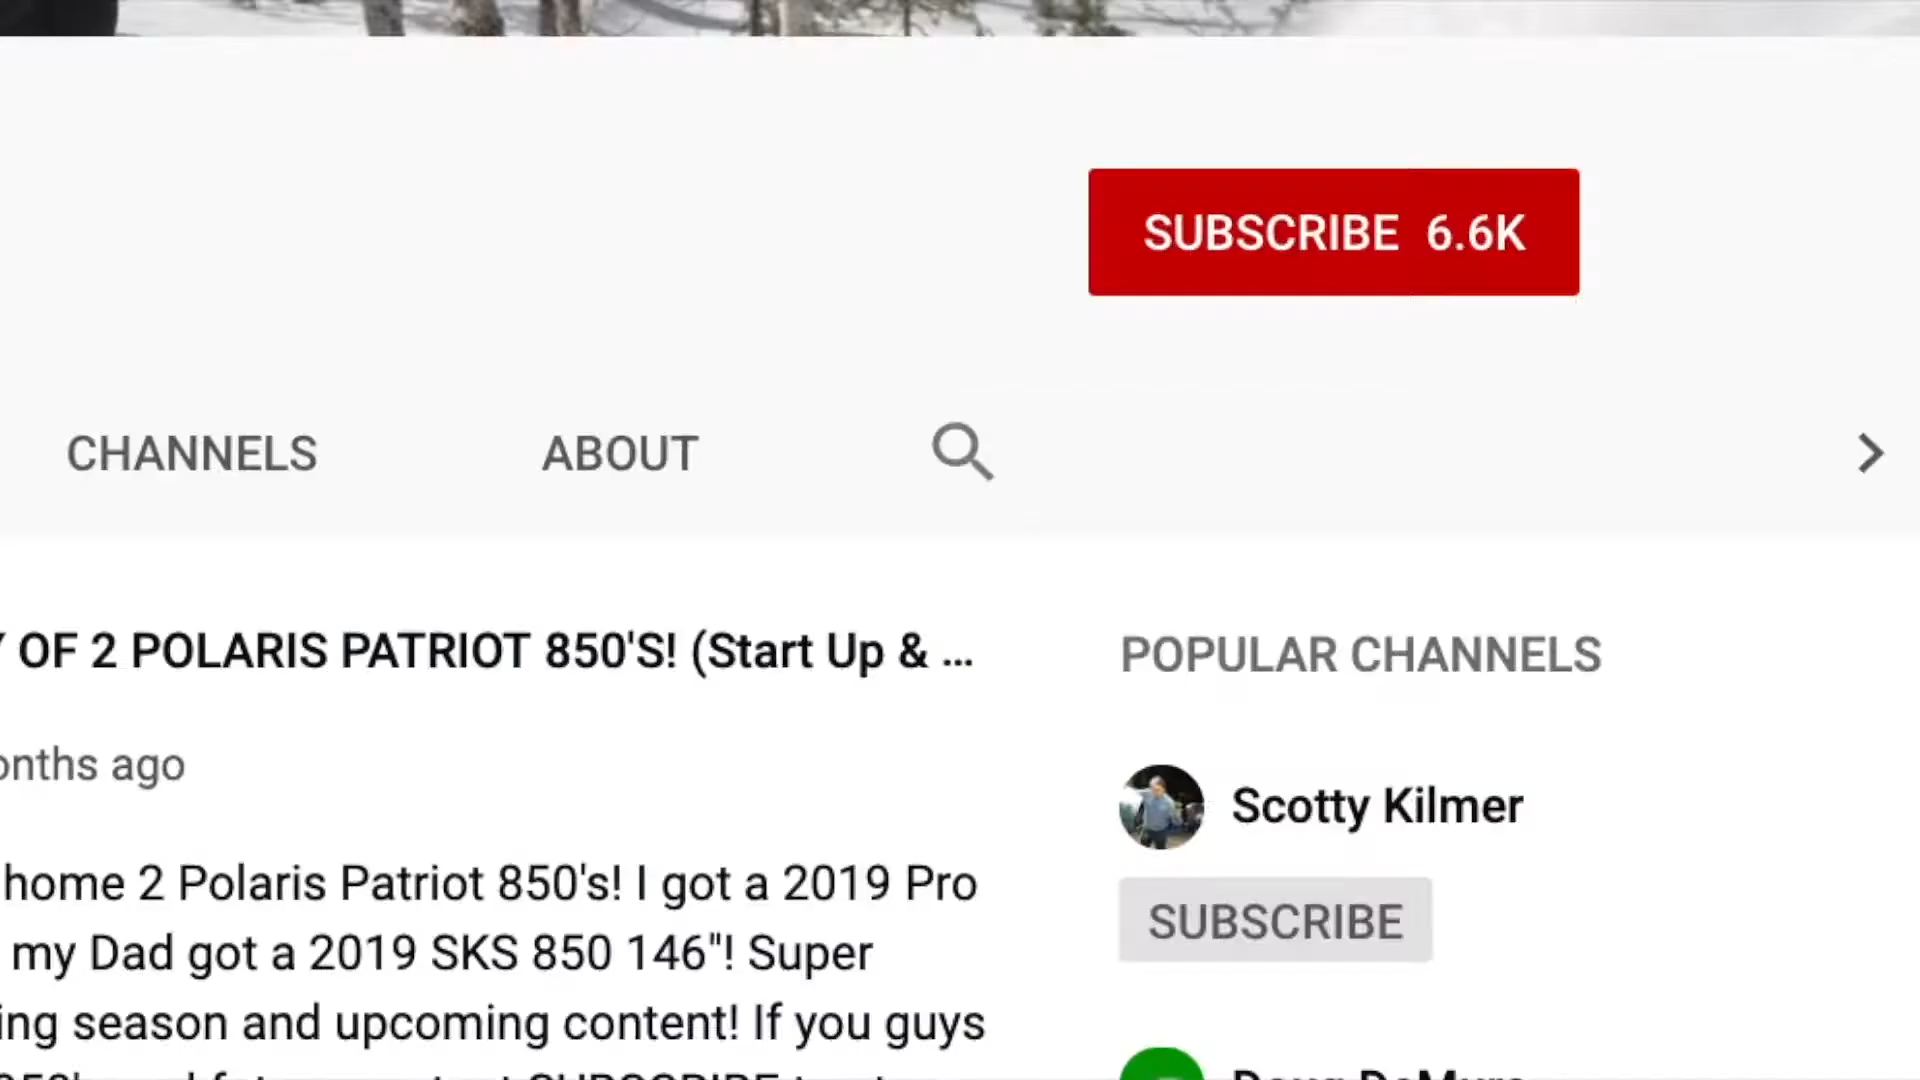 SUBSCRIBE 6.6K
CHANNELS ABOUT
OF 2 POLARIS PATRIOT 850'S! (Start Up & ...
ago
home 2 Polaris Patriot 850's! I got a 2019 Pro
my Dad got a 2019 SKS 850 146"! Super
season and upcoming content! If you guys
POPULAR CHANNELS
Scotty Kilmer
SUBSCRIBE